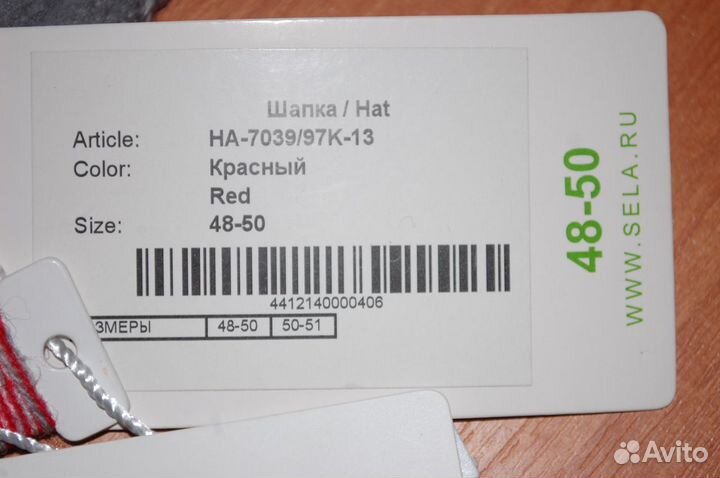 Шапка / Hat
Article: HA-7039/97K-13
Color: Красный
Red
Size: 48-50
4412140000406
ЗМЕРЫ 48-50 50-51
48-50
WWW.SELA.RU
Avito